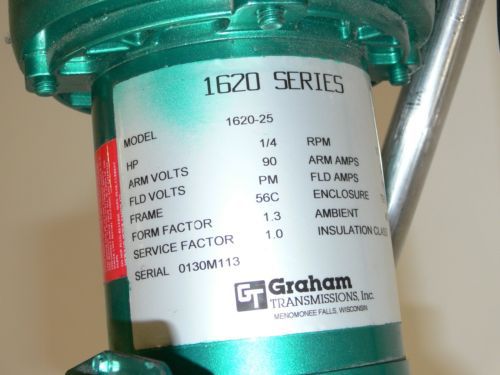 1620 SERIES
MODEL 1620-25
HP 1/4 RPM
ARM VOLTS 90 ARM AMPS
FLD VOLTS PM FLD AMPS
FRAME 56C ENCLOSURE
FORM FACTOR 1.3 AMBIENT
SERVICE FACTOR 1.0 INSULATION CLASS
SERIAL 0130M113
GT Graham
TRANSMISSIONS, Inc.
MENOMONEE FALLS, WISCONSIN